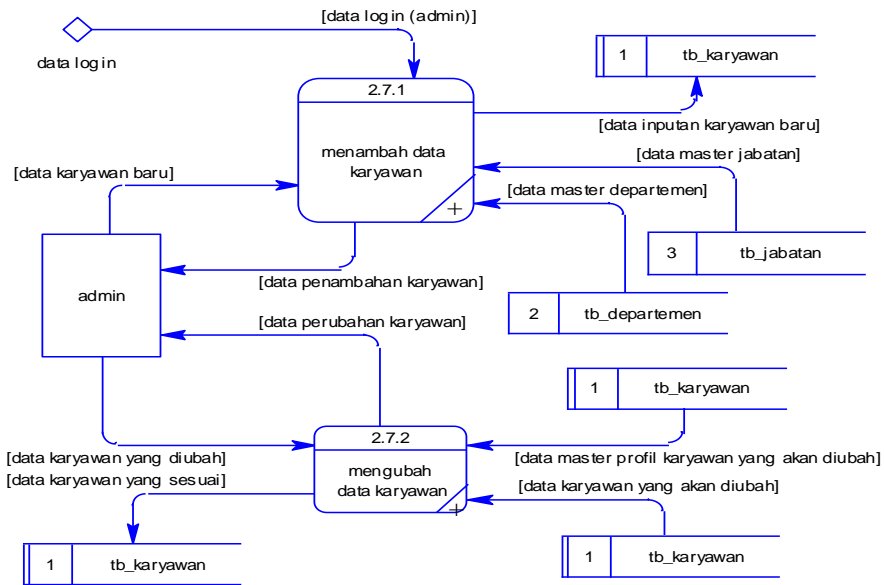 [data login (admin)]
data login
1 tb_karyawan
2.7.1
menambah data
karyawan
+
[data inputan karyawan baru]
[data master jabatan]
[data karyawan baru]
[data master departemen]
3 tb_jabatan
admin
[data penambahan karyawan]
2 tb_departemen
[data perubahan karyawan]
1 tb_karyawan
2.7.2
mengubah
data karyawan
+
[data karyawan yang diubah]
[data master profil karyawan yang akan diubah]
[data karyawan yang sesuai]
[data karyawan yang akan diubah]
1 tb_karyawan
1 tb_karyawan